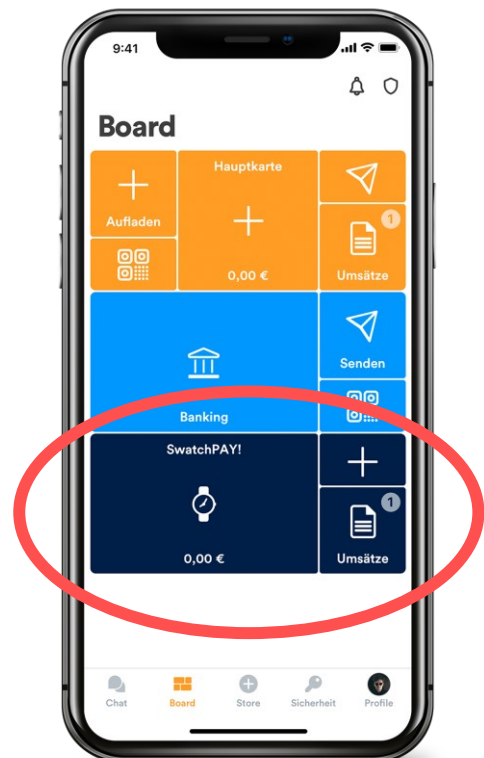 9:41
Board
Aufladen
Hauptkarte
0,00 €
1
Umsätze
Banking
Senden
SwatchPAY!
0,00 €
1
Umsätze
Chat
Board
Store
Sicherheit
Profile